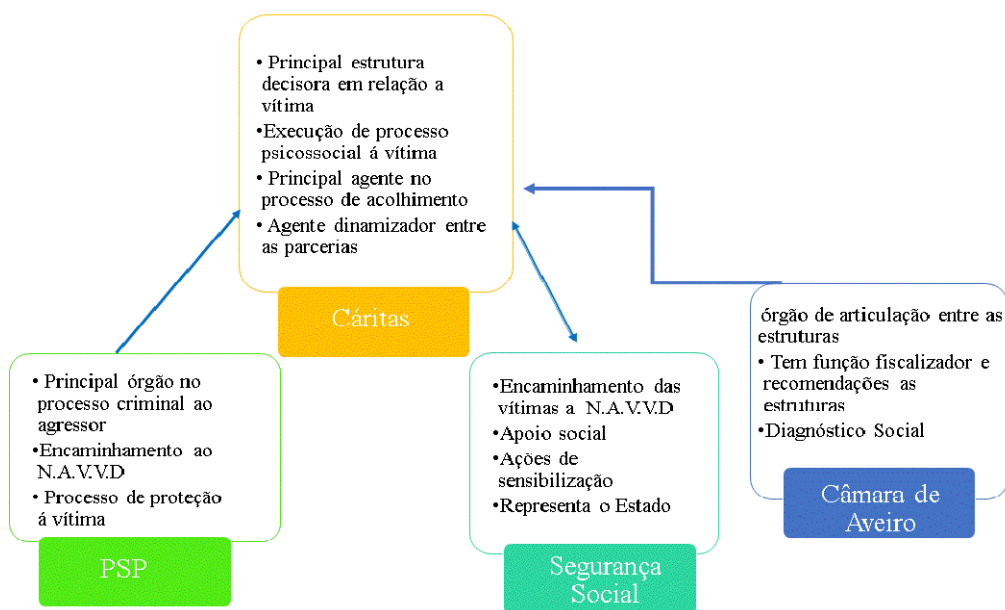 • Principal estrutura
decisora em relação a
vítima
•Execução de processo
psicossocial á vítima
• Principal agente no
processo de acolhimento
• Agente dinamizador entre
as parcerias
Cáritas
• Principal órgão no
processo criminal ao
agressor
•Encaminhamento ao
N.A.V.V.D
• Processo de proteção
á vítima
PSP
•Encaminhamento das
vítimas a N.A.V.V.D
•Apoio social
•Ações de
sensibilização
•Representa o Estado
Segurança
Social
órgão de articulação entre as
estruturas
• Tem função fiscalizador e
recomendações as
estruturas
•Diagnóstico Social
Câmara de
Aveiro